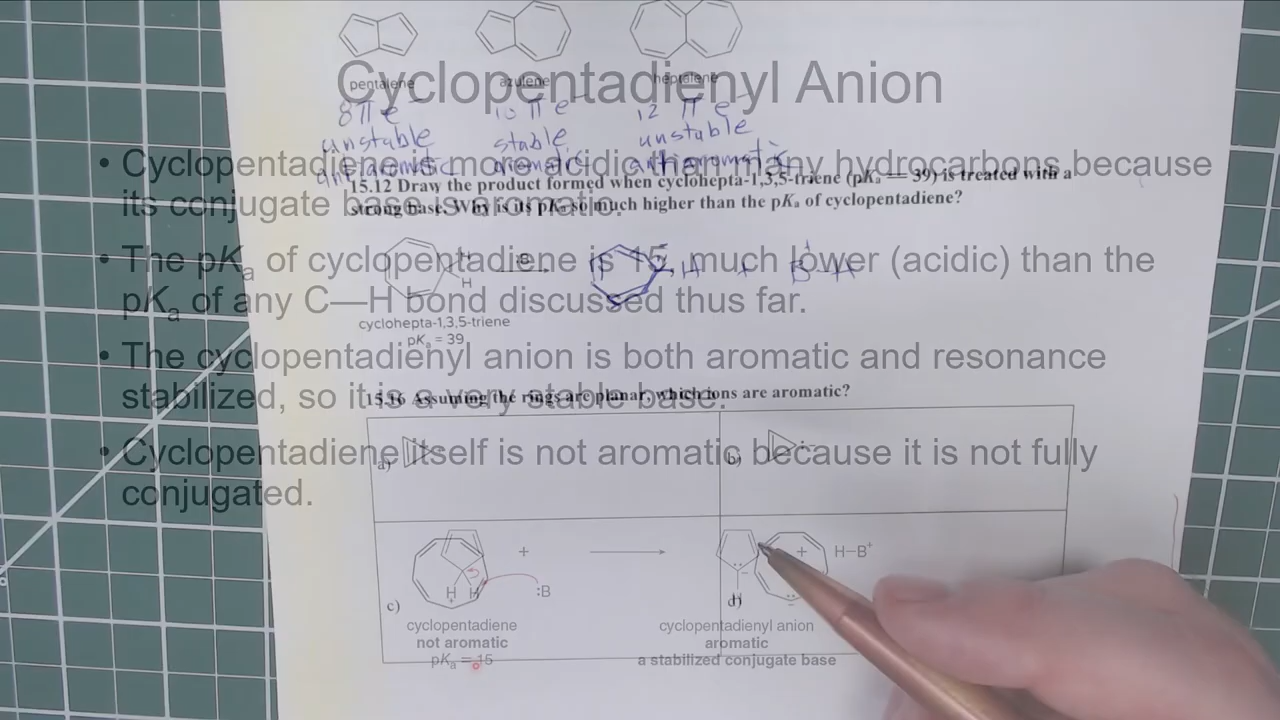 pentalene azulene heptalene
Cyclopentadienyl Anion
8 π e⁻ 10 π e⁻ 12 π e⁻
unstable stable unstable
antiaromatic aromatic antiaromatic
• Cyclopentadiene is more acidic than many hydrocarbons because
its conjugate base is aromatic.
15.12 Draw the product formed when cyclohepta-1,3,5-triene (pKa = 39) is treated with a
strong base. Why is its pKa so much higher than the pKa of cyclopentadiene?
• The pKa of cyclopentadiene is 15, much lower (acidic) than the
pKa of any C—H bond discussed thus far.
H
H
:B
H + B-H
cyclohepta-1,3,5-triene
pKa = 39
• The cyclopentadienyl anion is both aromatic and resonance
stabilized, so it is a very stable base.
15.16 Assuming the rings are planar, which ions are aromatic?
• Cyclopentadiene itself is not aromatic because it is not fully
conjugated.
a) b)
+ + H–B⁺
H H :B H
c) d)
cyclopentadiene cyclopentadienyl anion
not aromatic aromatic
pKa = 15 a stabilized conjugate base